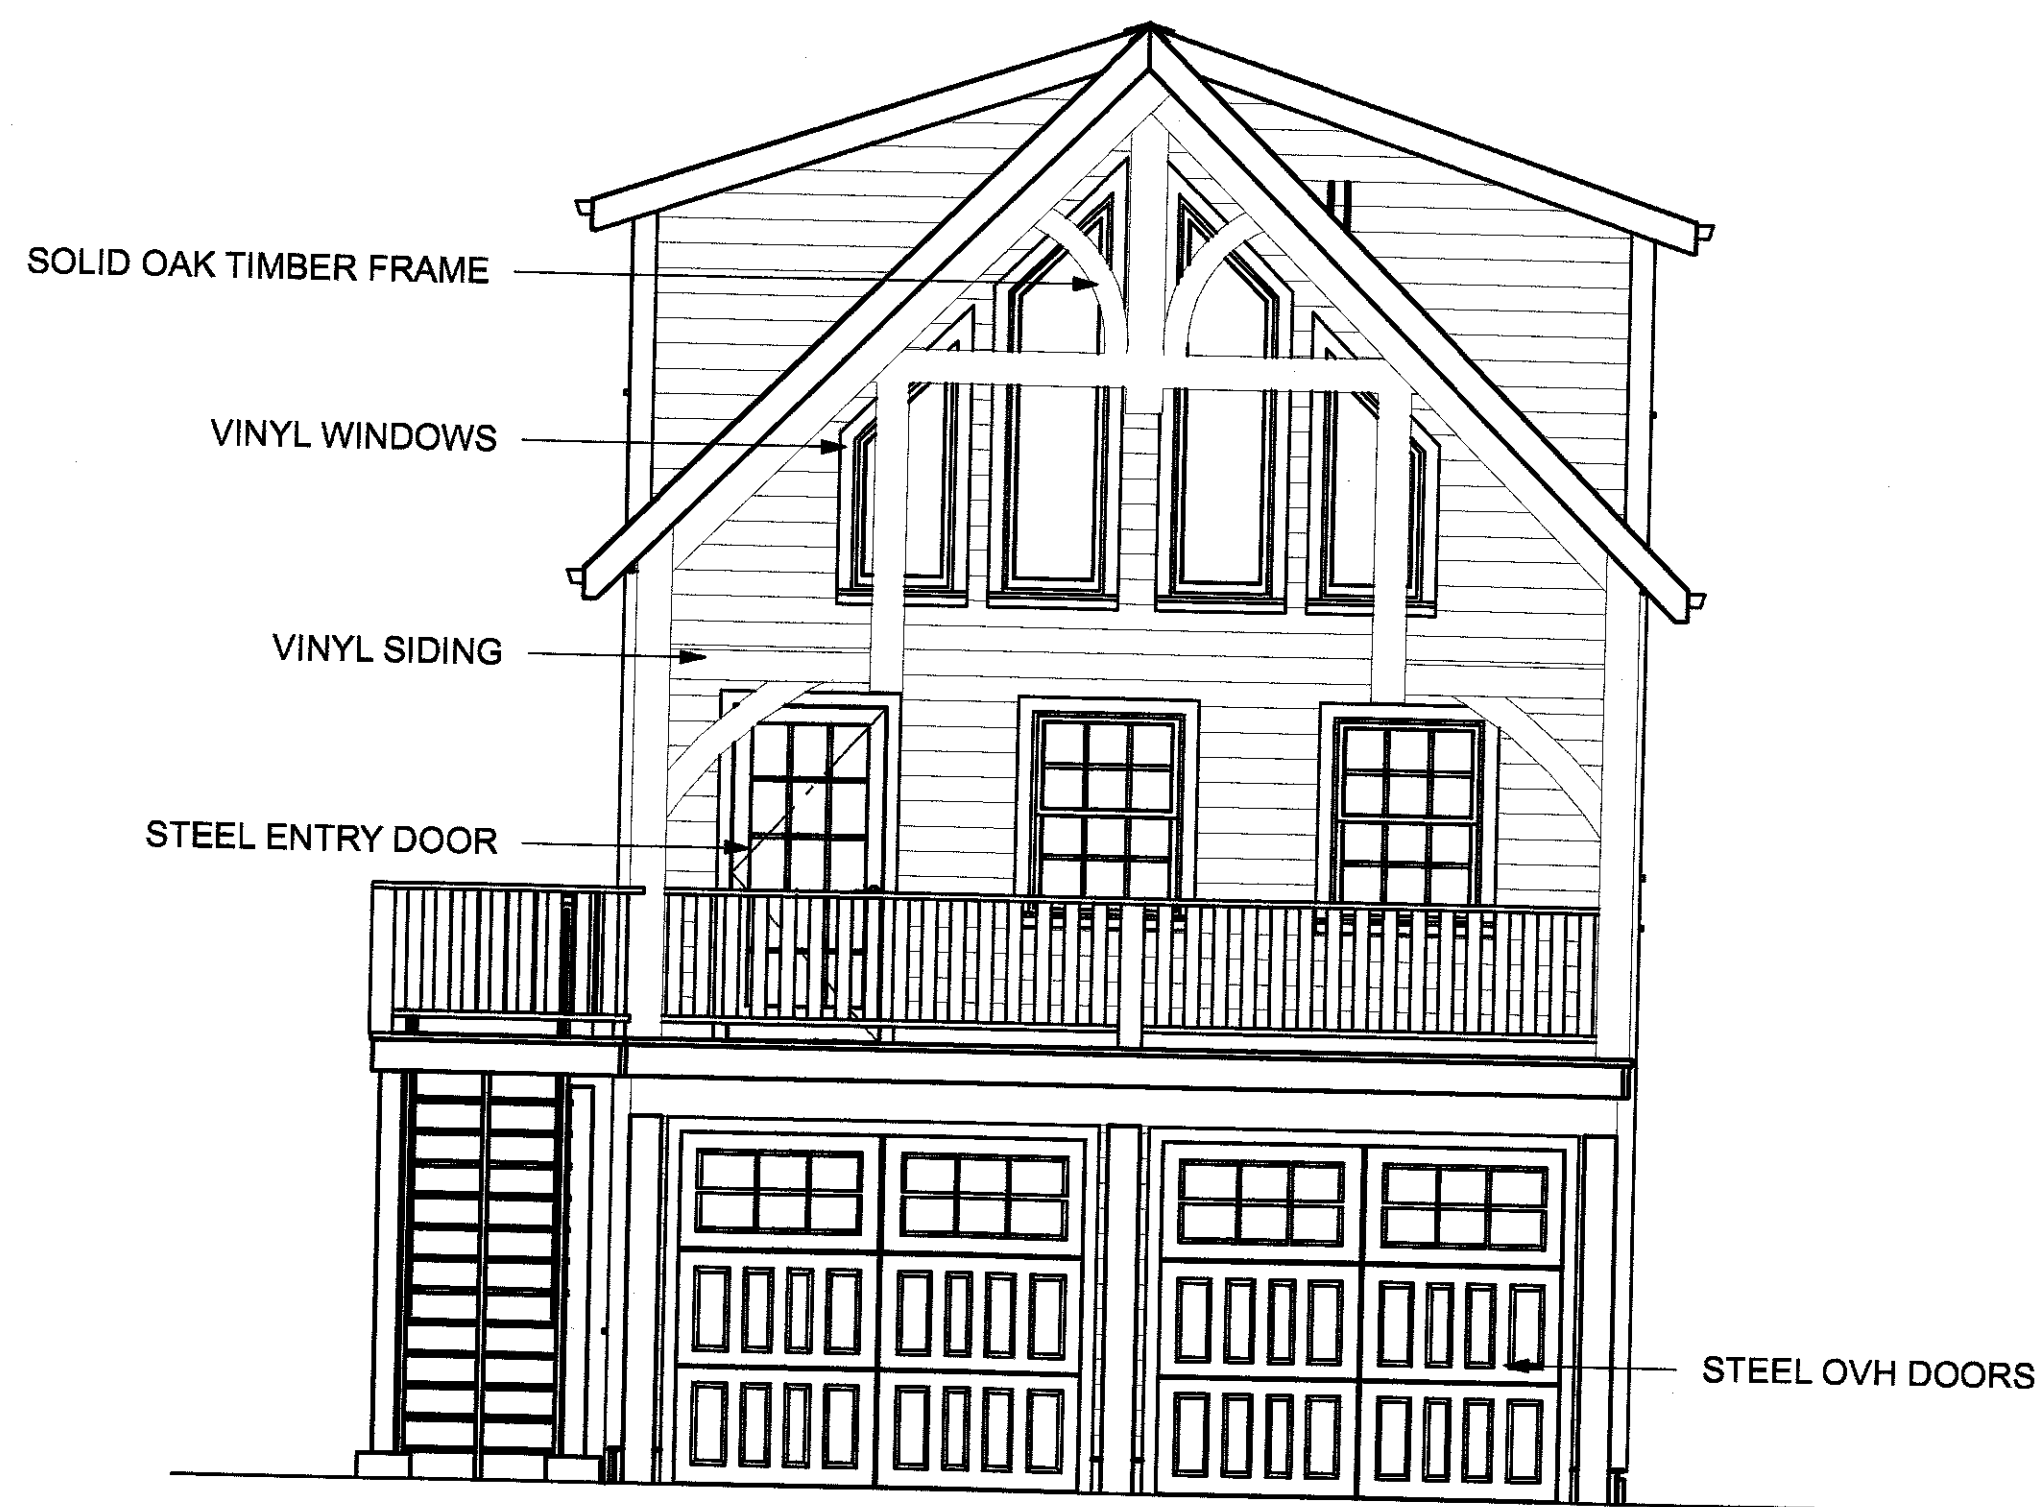 SOLID OAK TIMBER FRAME
VINYL WINDOWS
VINYL SIDING
STEEL ENTRY DOOR
STEEL OVH DOORS